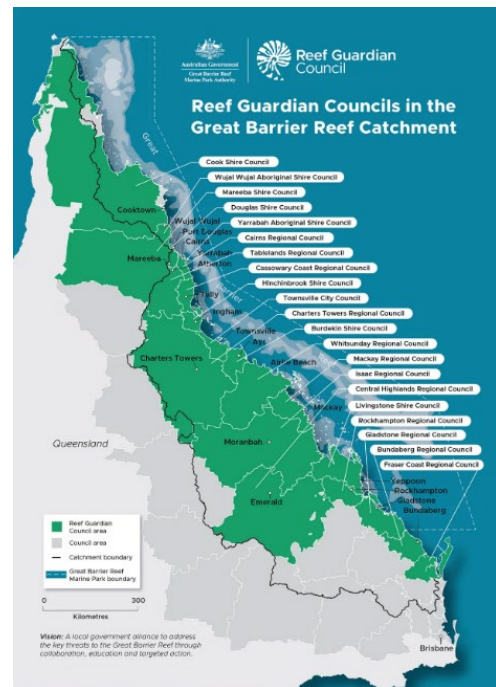 Australian Government
Great Barrier Reef
Marine Park Authority
Reef Guardian
Council
Reef Guardian Councils in the
Great Barrier Reef Catchment
Great
Barrier
Cook Shire Council
Wujal Wujal Aboriginal Shire Council
Mareeba Shire Council
Douglas Shire Council
Yarrabah Aboriginal Shire Council
Cairns Regional Council
Tablelands Regional Council
Cassowary Coast Regional Council
Hinchinbrook Shire Council
Townsville City Council
Charters Towers Regional Council
Burdekin Shire Council
Whitsunday Regional Council
Mackay Regional Council
Isaac Regional Council
Central Highlands Regional Council
Livingstone Shire Council
Rockhampton Regional Council
Gladstone Regional Council
Bundaberg Regional Council
Fraser Coast Regional Council
Cooktown
Wujal Wujal
Port Douglas
Cairns
Mareeba
Yarrabah
Atherton
Tully
Ingham
Townsville
Ayr
Charters Towers
Airlie Beach
Mackay
Moranbah
Queensland
Emerald
Yeppoon
Rockhampton
Gladstone
Bundaberg
Brisbane
Reef Guardian
Council area
Council area
Catchment boundary
Great Barrier Reef
Marine Park boundary
0 300
Kilometres
Vision: A local government alliance to address
the key threats to the Great Barrier Reef through
collaboration, education and targeted action.